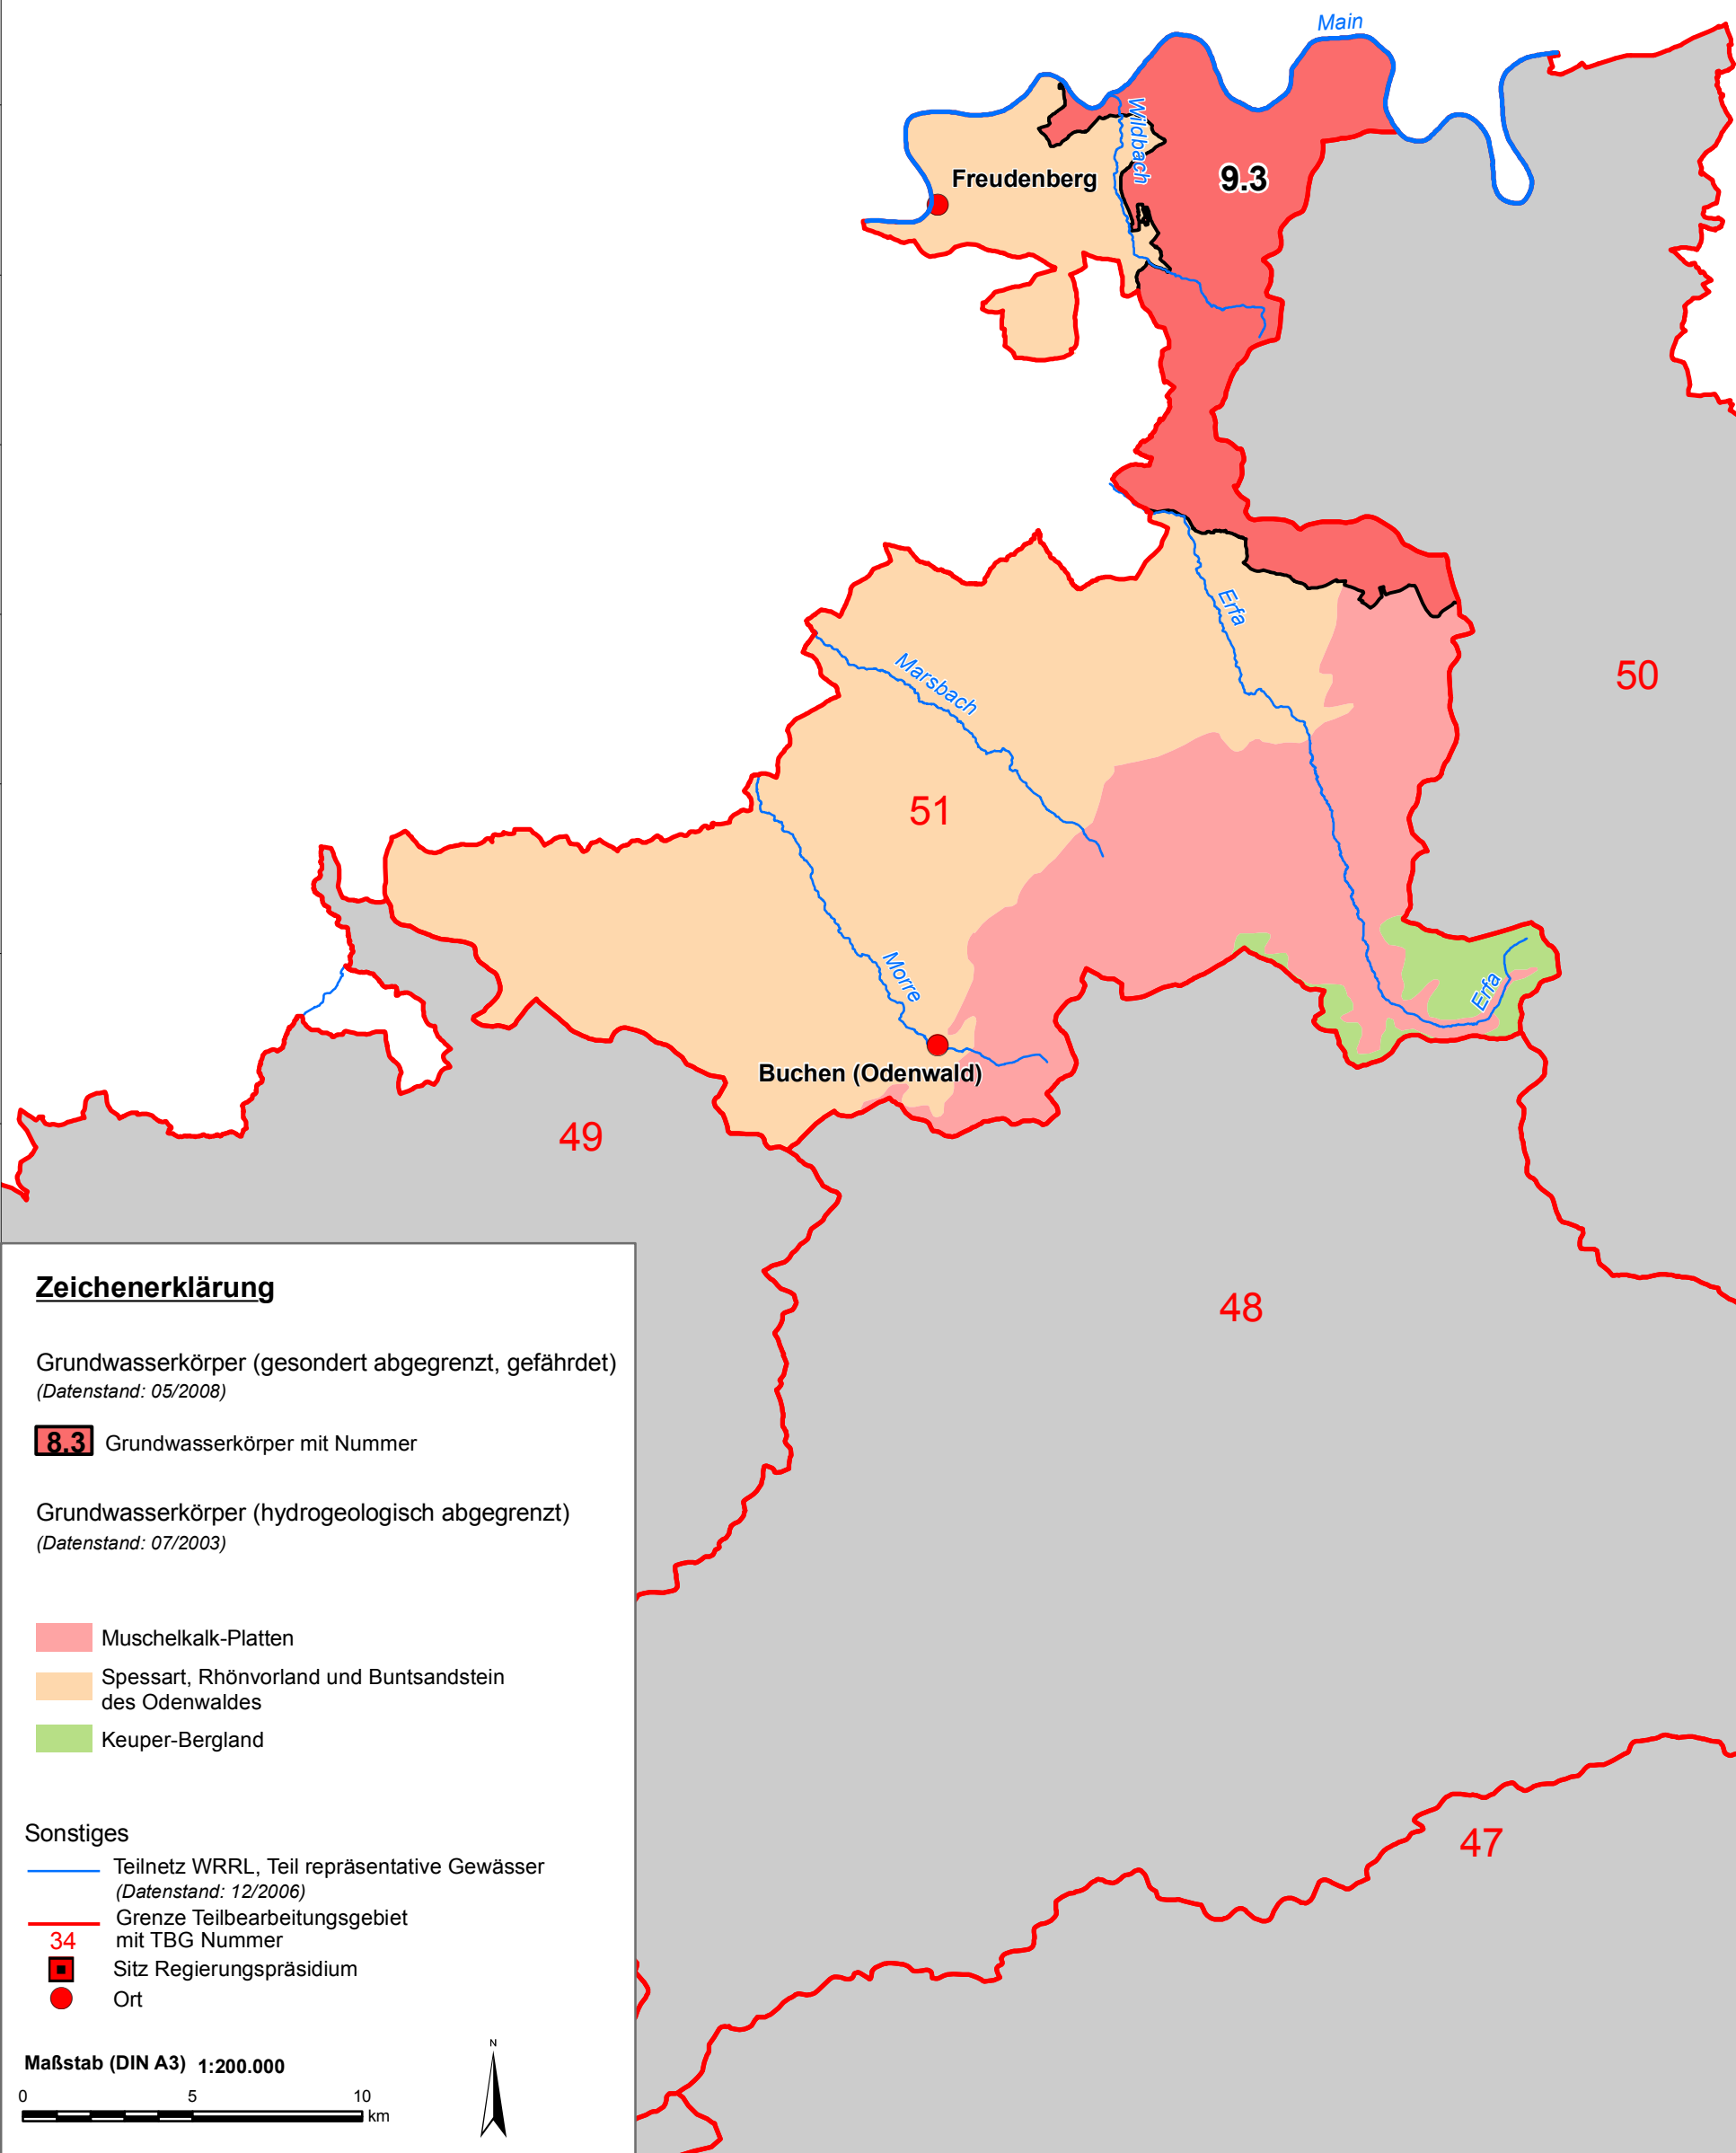 Main
Wildbach
Freudenberg
9.3
Erfa
50
Marsbach
51
Morre
Erfa
Buchen (Odenwald)
49
48
47
Zeichenerklärung
Grundwasserkörper (gesondert abgegrenzt, gefährdet)
(Datenstand: 05/2008)
8.3 Grundwasserkörper mit Nummer
Grundwasserkörper (hydrogeologisch abgegrenzt)
(Datenstand: 07/2003)
Muschelkalk-Platten
Spessart, Rhönvorland und Buntsandstein
des Odenwaldes
Keuper-Bergland
Sonstiges
Teilnetz WRRL, Teil repräsentative Gewässer
(Datenstand: 12/2006)
Grenze Teilbearbeitungsgebiet
34 mit TBG Nummer
Sitz Regierungspräsidium
Ort
Maßstab (DIN A3) 1:200.000
0 5 10
km
N